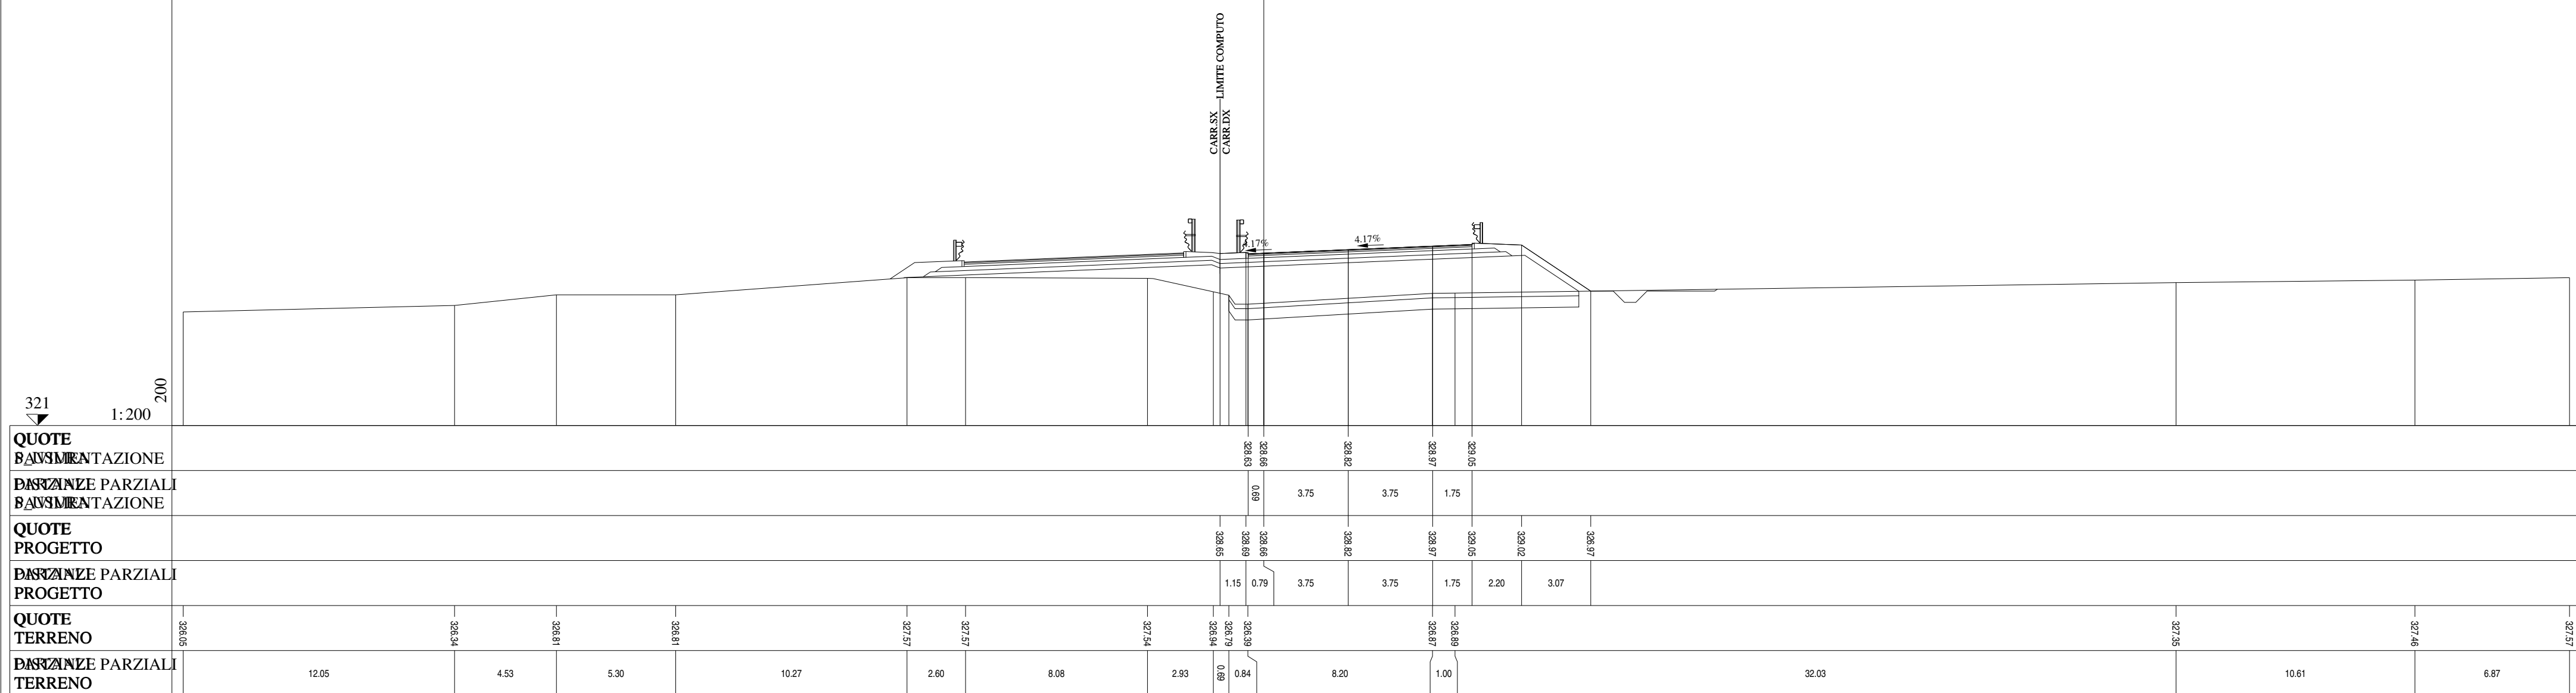 LIMITE COMPUTO
CARR.SX
CARR.DX
4.17%
4.17%
321
1:200
200
QUOTE
328.63 328.66 328.82 328.97 329.05
PARZIALI
0.69 3.75 3.75 1.75
QUOTE
PROGETTO
328.65 328.69 328.66 328.82 328.97 329.05 329.02 326.97
PARZIALI
PROGETTO
1.15 0.79 3.75 3.75 1.75 2.20 3.07
QUOTE
TERRENO
326.05 326.34 326.81 326.81 327.57 327.57 327.54 326.94 326.79 326.39 326.87 326.89 327.35 327.46 327.57
PARZIALI
TERRENO
12.05 4.53 5.30 10.27 2.60 8.08 2.93 0.69 0.84 8.20 1.00 32.03 10.61 6.87